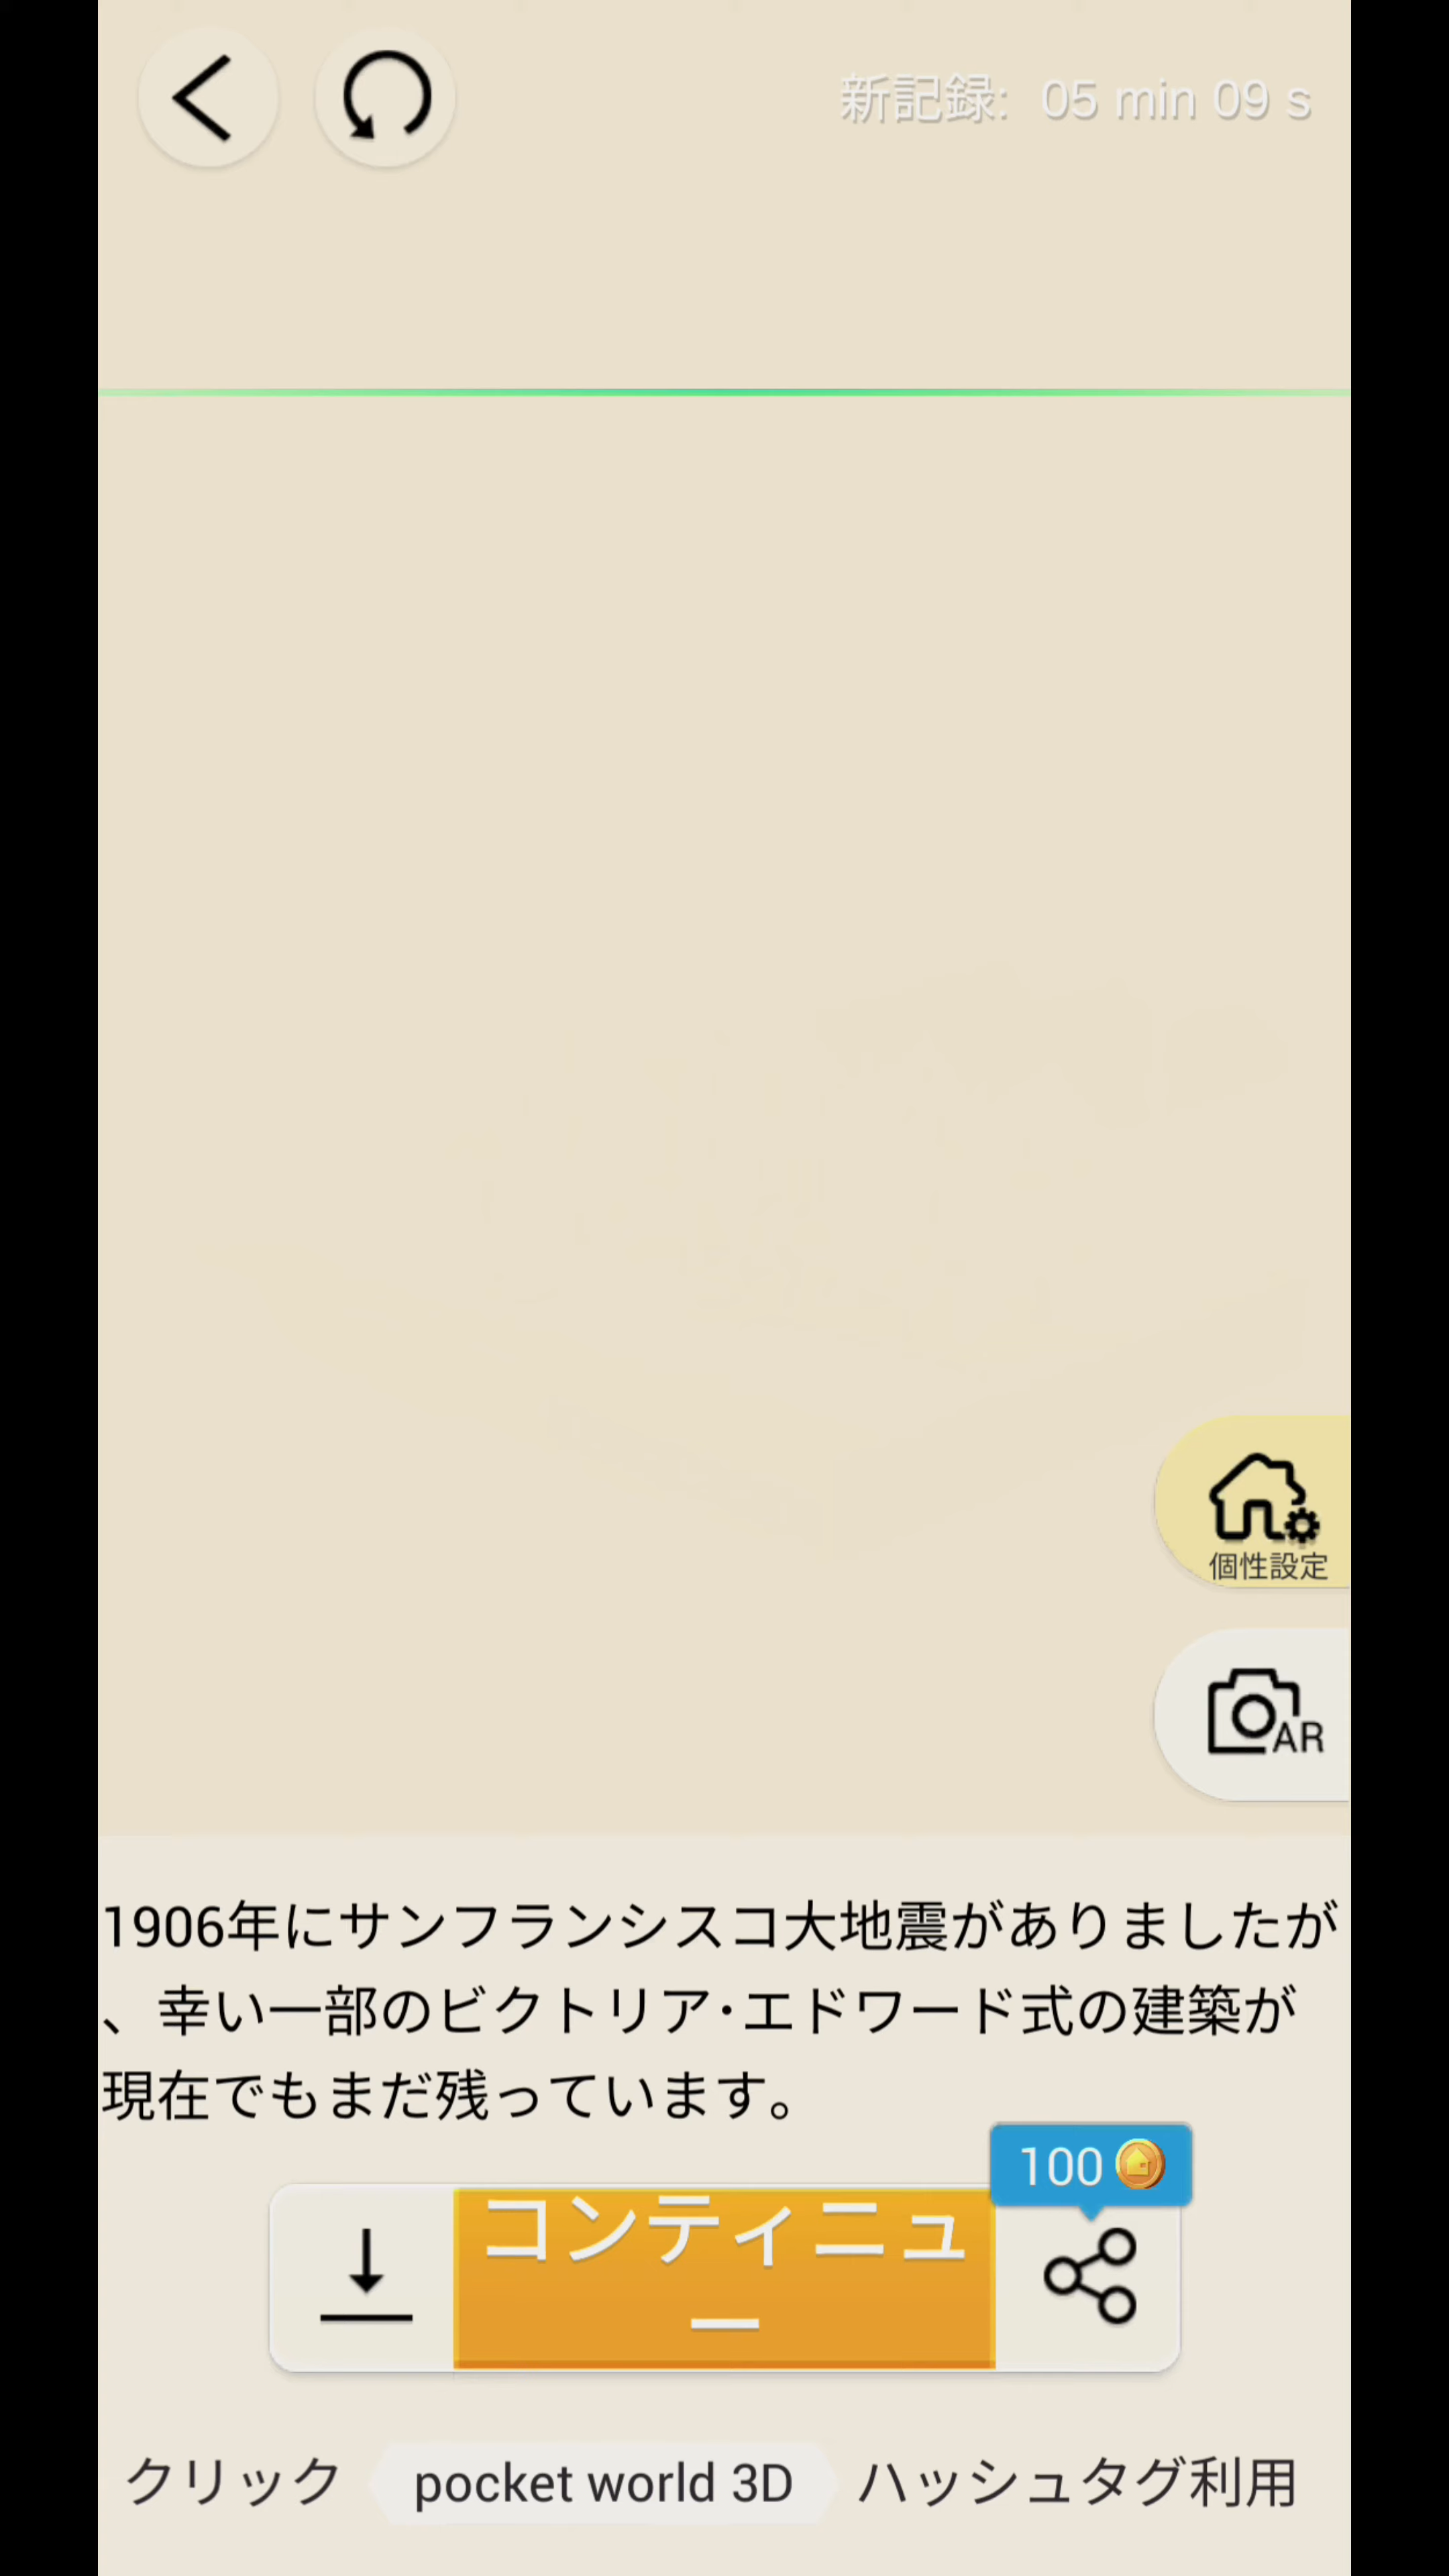 新記録: 05 min 09 s
個性設定
AR
1906年にサンフランシスコ大地震がありましたが
、幸い一部のビクトリア･エドワード式の建築が
現在でもまだ残っています。
100
コンティニュ
ー
クリック pocket world 3D ハッシュタグ利用